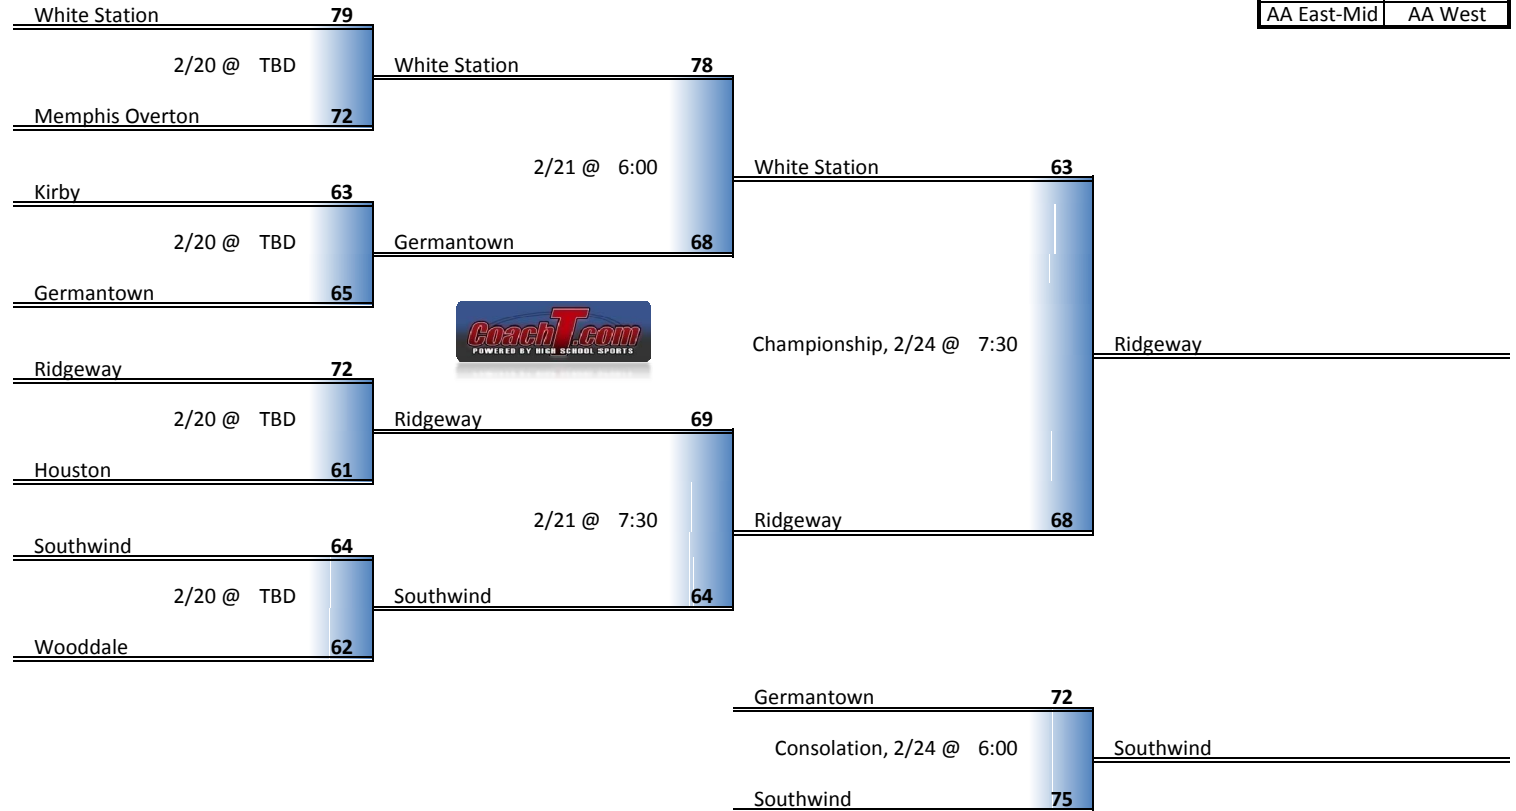 White Station 79
AA East-Mid AA West
2/20 @ TBD
White Station 78
Memphis Overton 72
2/21 @ 6:00
White Station 63
Kirby 63
2/20 @ TBD
Germantown 68
Germantown 65
CoachT.com
POWERED BY HIGH SCHOOL SPORTS
Championship, 2/24 @ 7:30
Ridgeway
Ridgeway 72
2/20 @ TBD
Ridgeway 69
Houston 61
2/21 @ 7:30
Ridgeway 68
Southwind 64
2/20 @ TBD
Southwind 64
Wooddale 62
Germantown 72
Consolation, 2/24 @ 6:00
Southwind
Southwind 75